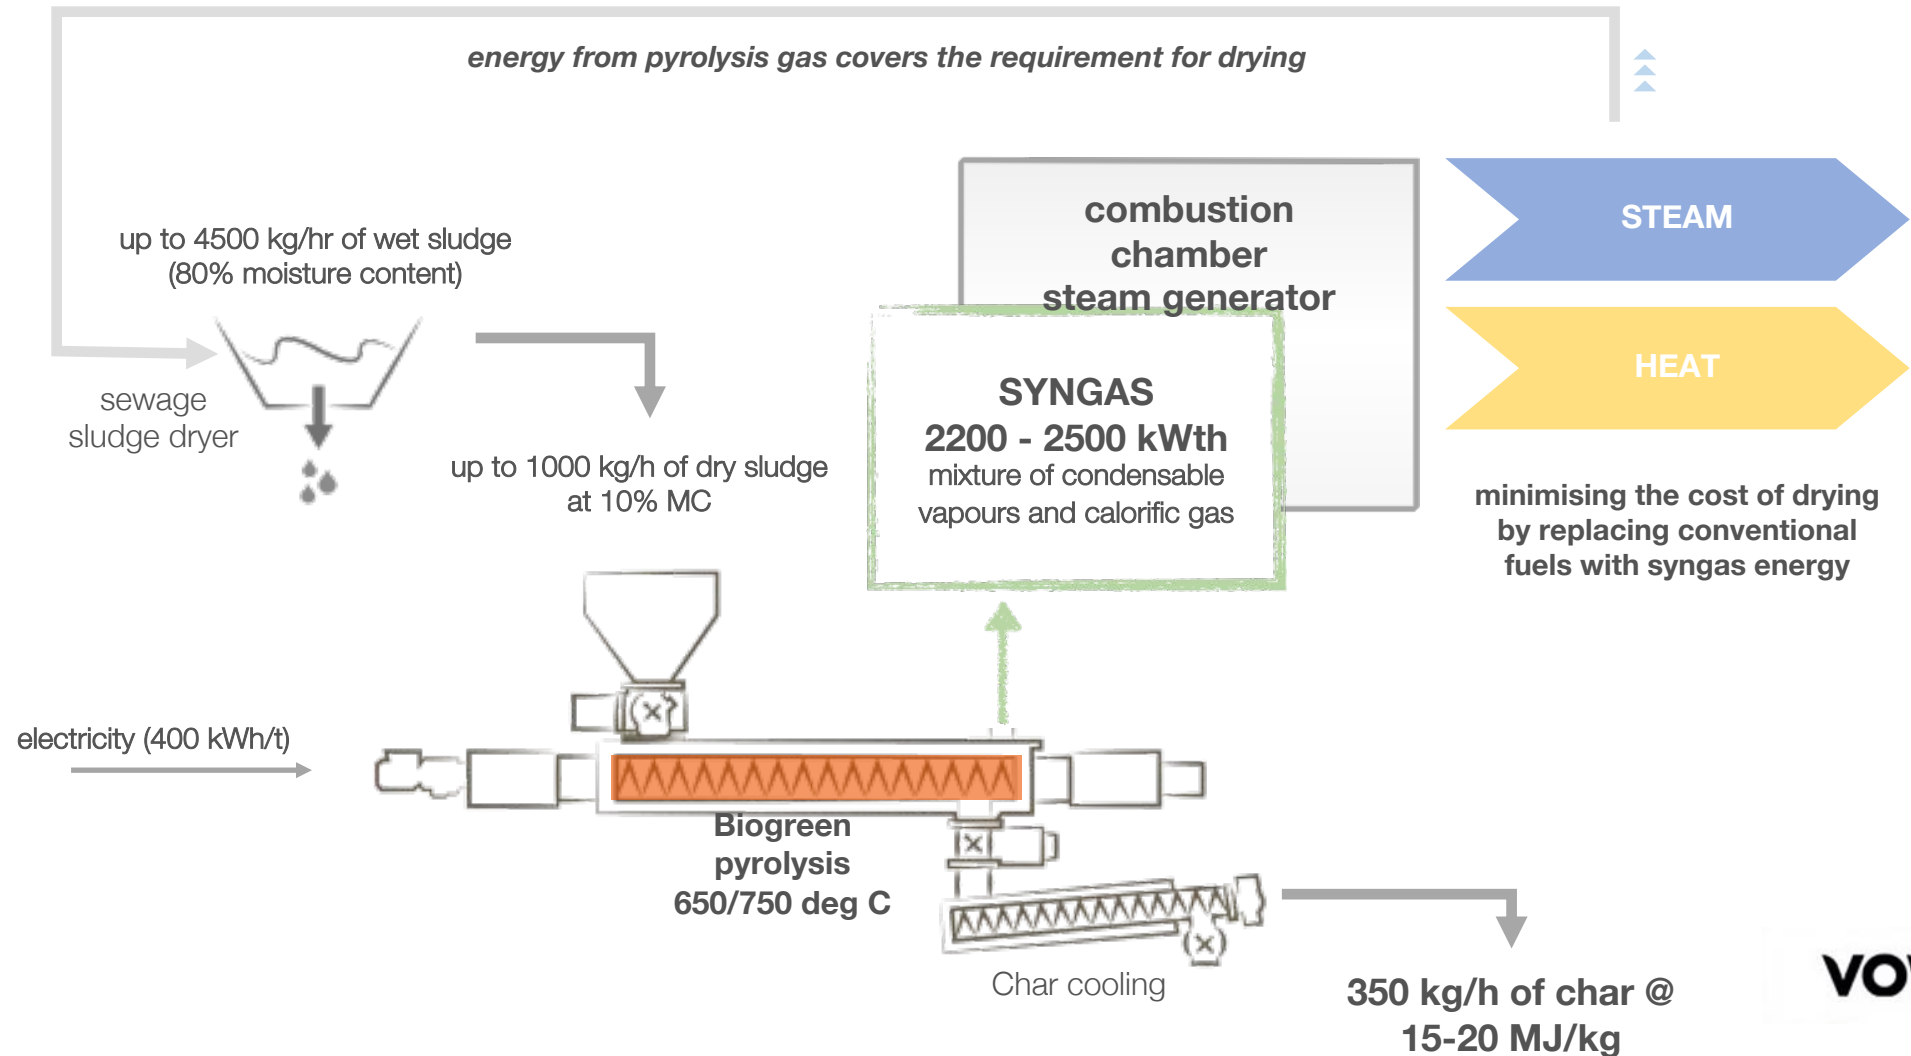 energy from pyrolysis gas covers the requirement for drying
up to 4500 kg/hr of wet sludge
(80% moisture content)
sewage
sludge dryer
up to 1000 kg/h of dry sludge
at 10% MC
combustion
chamber
steam generator
SYNGAS
2200 - 2500 kWth
mixture of condensable
vapours and calorific gas
STEAM
HEAT
minimising the cost of drying
by replacing conventional
fuels with syngas energy
electricity (400 kWh/t)
Biogreen
pyrolysis
650/750 deg C
Char cooling
350 kg/h of char @
15-20 MJ/kg